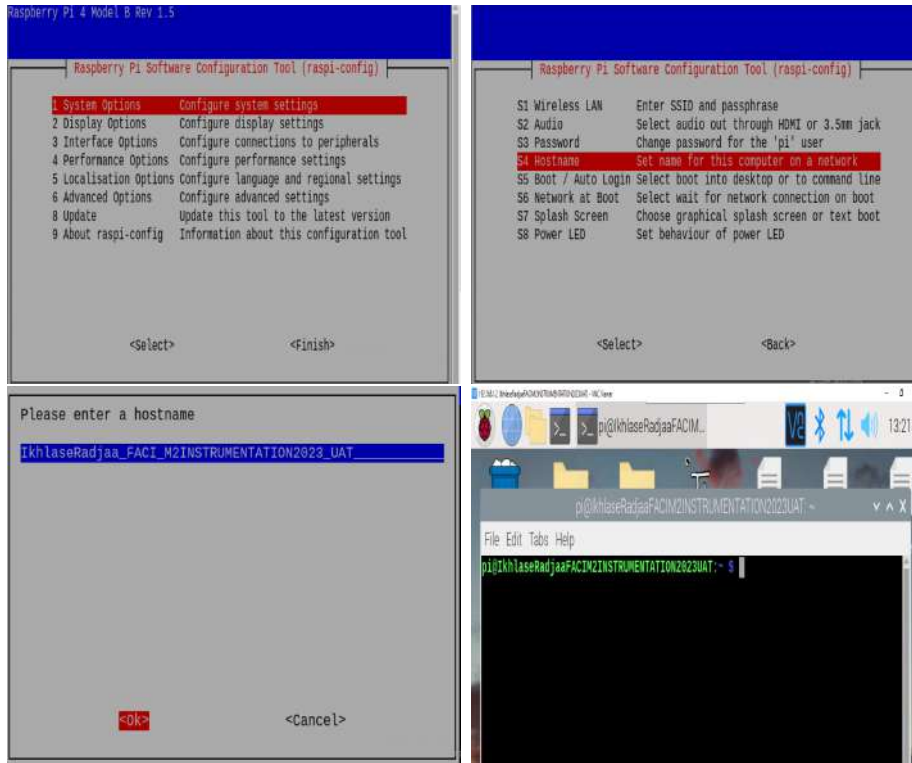 Raspberry Pi 4 Model B Rev 1.5
Raspberry Pi Software Configuration Tool (raspi-config)
1 System Options Configure system settings
2 Display Options Configure display settings
3 Interface Options Configure connections to peripherals
4 Performance Options Configure performance settings
5 Localisation Options Configure language and regional settings
6 Advanced Options Configure advanced settings
8 Update Update this tool to the latest version
9 About raspi-config Information about this configuration tool
<Select> <Finish>
Raspberry Pi Software Configuration Tool (raspi-config)
S1 Wireless LAN Enter SSID and passphrase
S2 Audio Select audio out through HDMI or 3.5mm jack
S3 Password Change password for the 'pi' user
S4 Hostname Set name for this computer on a network
S5 Boot / Auto Login Select boot into desktop or to command line
S6 Network at Boot Select wait for network connection on boot
S7 Splash Screen Choose graphical splash screen or text boot
S8 Power LED Set behaviour of power LED
<Select> <Back>
Please enter a hostname
IkhlaseRadjaa_FACI_M2INSTRUMENTATION2023_UAT
<Ok> <Cancel>
VNC Viewer
pi@IkhlaseRadjaaFACIM... 13:21
pi@IkhlaseRadjaaFACIM2INSTRUMENTATION2023UAT: ~
File Edit Tabs Help
pi@IkhlaseRadjaaFACIM2INSTRUMENTATION2023UAT:~ $